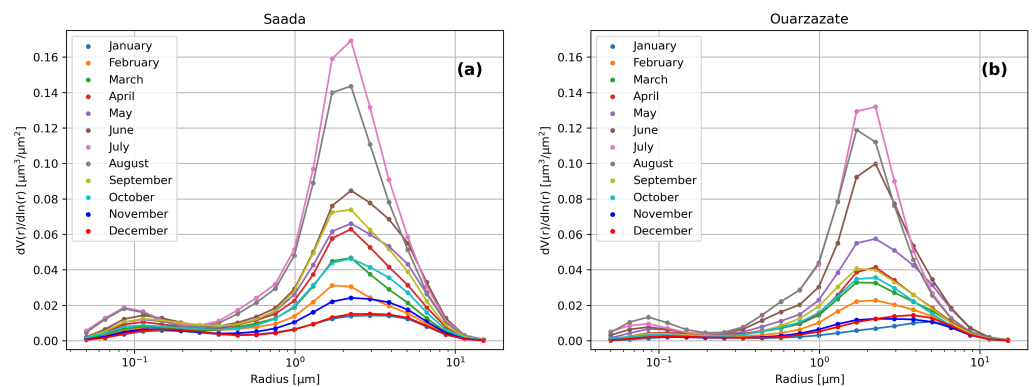 Saada
(a)
dV(r)/dln(r) [µm³/µm²]
0.16
0.14
0.12
0.10
0.08
0.06
0.04
0.02
0.00
January
February
March
April
May
June
July
August
September
October
November
December
10⁻¹
10⁰
10¹
Radius [µm]
Ouarzazate
(b)
dV(r)/dln(r) [µm³/µm²]
0.16
0.14
0.12
0.10
0.08
0.06
0.04
0.02
0.00
January
February
March
April
May
June
July
August
September
October
November
December
10⁻¹
10⁰
10¹
Radius [µm]